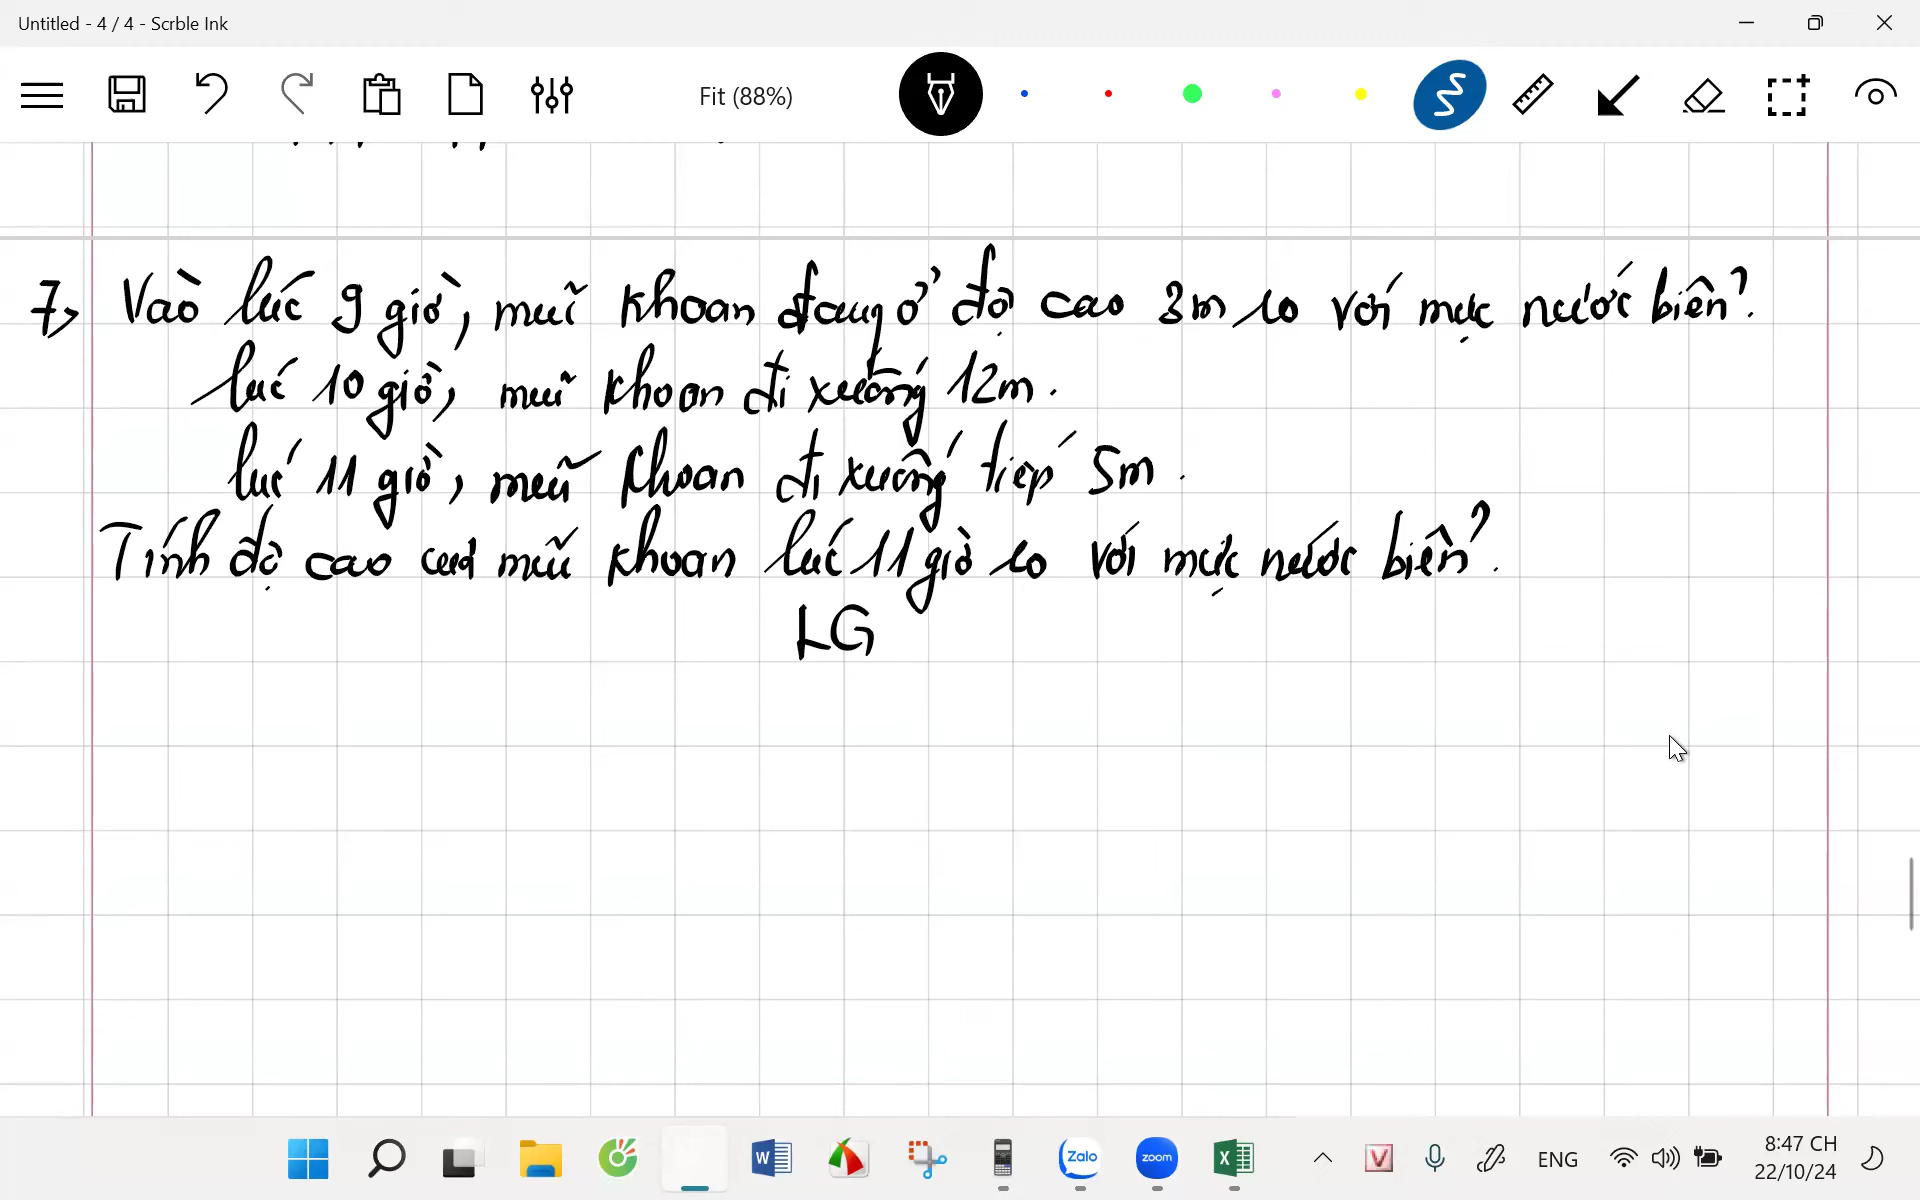 Untitled - 4 / 4 - Scrble Ink
Fit (88%)
7, Vào lúc 9 giờ, mũi khoan đang ở độ cao 3m so với mực nước biển?.
lúc 10 giờ, mũi khoan đi xuống 12m.
lúc 11 giờ, mũi khoan đi xuống tiếp 5m.
Tính độ cao của mũi khoan lúc 11 giờ so với mực nước biển?.
LG
W
Zalo
zoom
X
V
ENG
8:47 CH
22/10/24